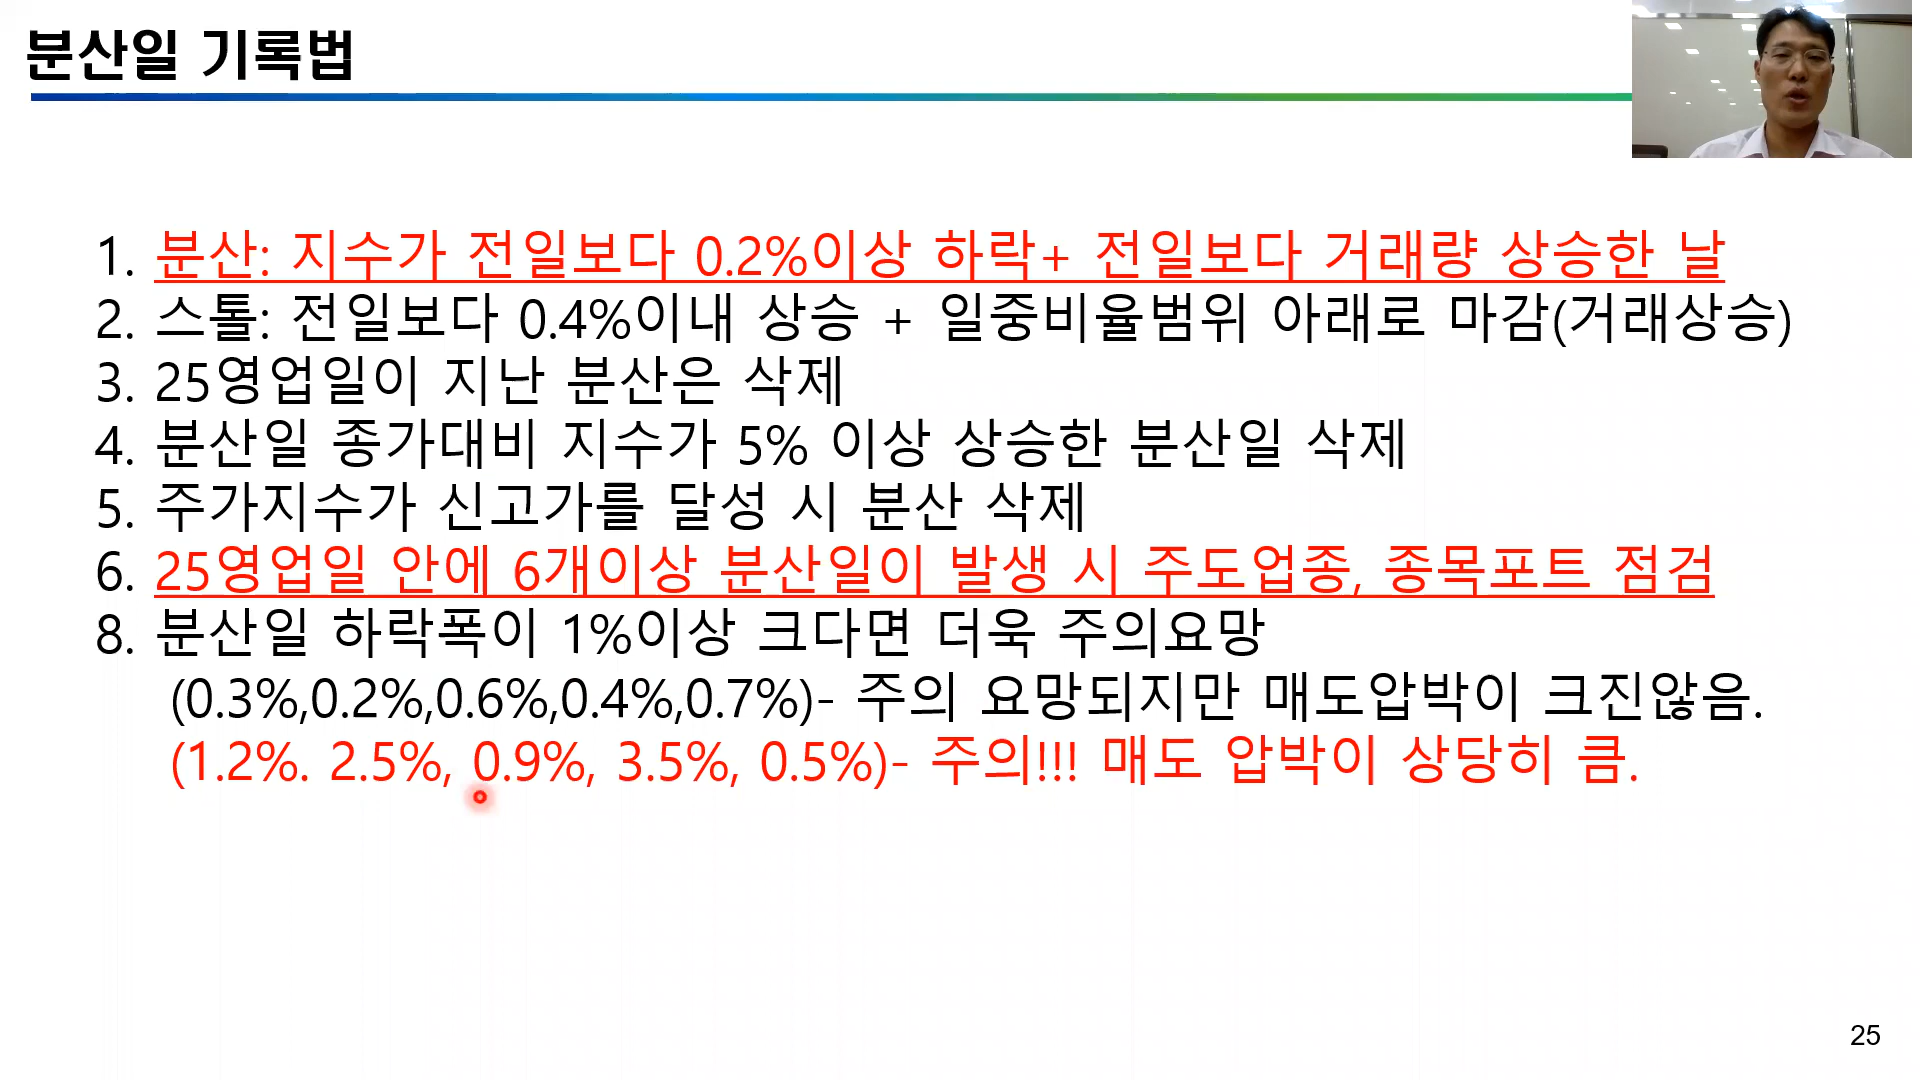 분산일 기록법
1. 분산: 지수가 전일보다 0.2%이상 하락+ 전일보다 거래량 상승한 날
2. 스톨: 전일보다 0.4%이내 상승 + 일중비율범위 아래로 마감(거래상승)
3. 25영업일이 지난 분산은 삭제
4. 분산일 종가대비 지수가 5% 이상 상승한 분산일 삭제
5. 주가지수가 신고가를 달성 시 분산 삭제
6. 25영업일 안에 6개이상 분산일이 발생 시 주도업종, 종목포트 점검
8. 분산일 하락폭이 1%이상 크다면 더욱 주의요망
(0.3%,0.2%,0.6%,0.4%,0.7%)- 주의 요망되지만 매도압박이 크진않음.
(1.2%. 2.5%, 0.9%, 3.5%, 0.5%)- 주의!!! 매도 압박이 상당히 큼.
25